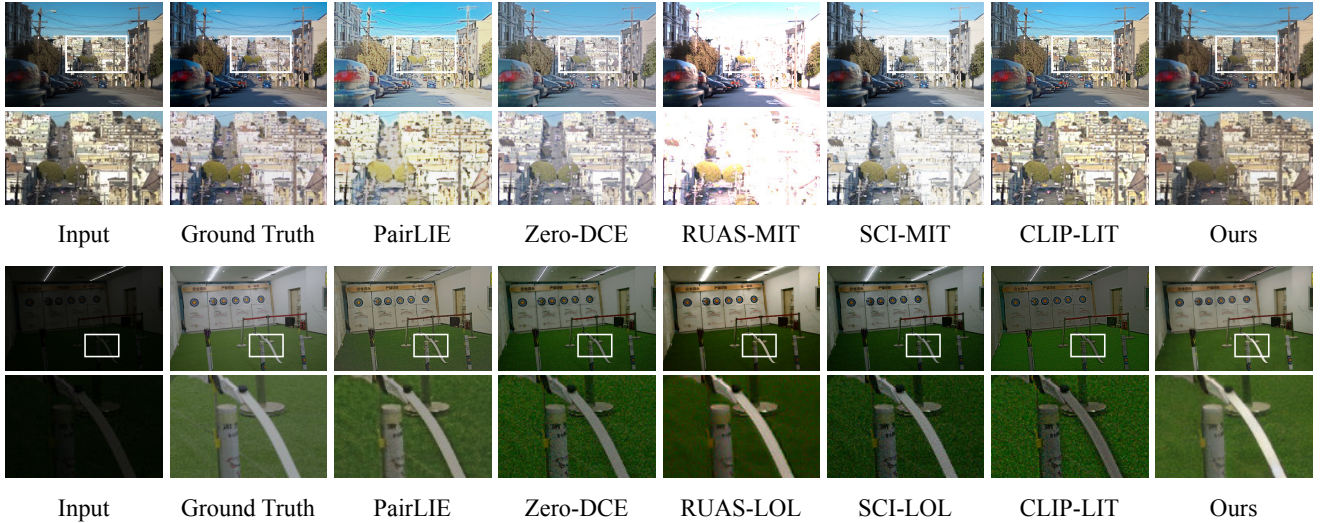 Input Ground Truth PairLIE Zero-DCE RUAS-MIT SCI-MIT CLIP-LIT Ours
Input Ground Truth PairLIE Zero-DCE RUAS-LOL SCI-LOL CLIP-LIT Ours